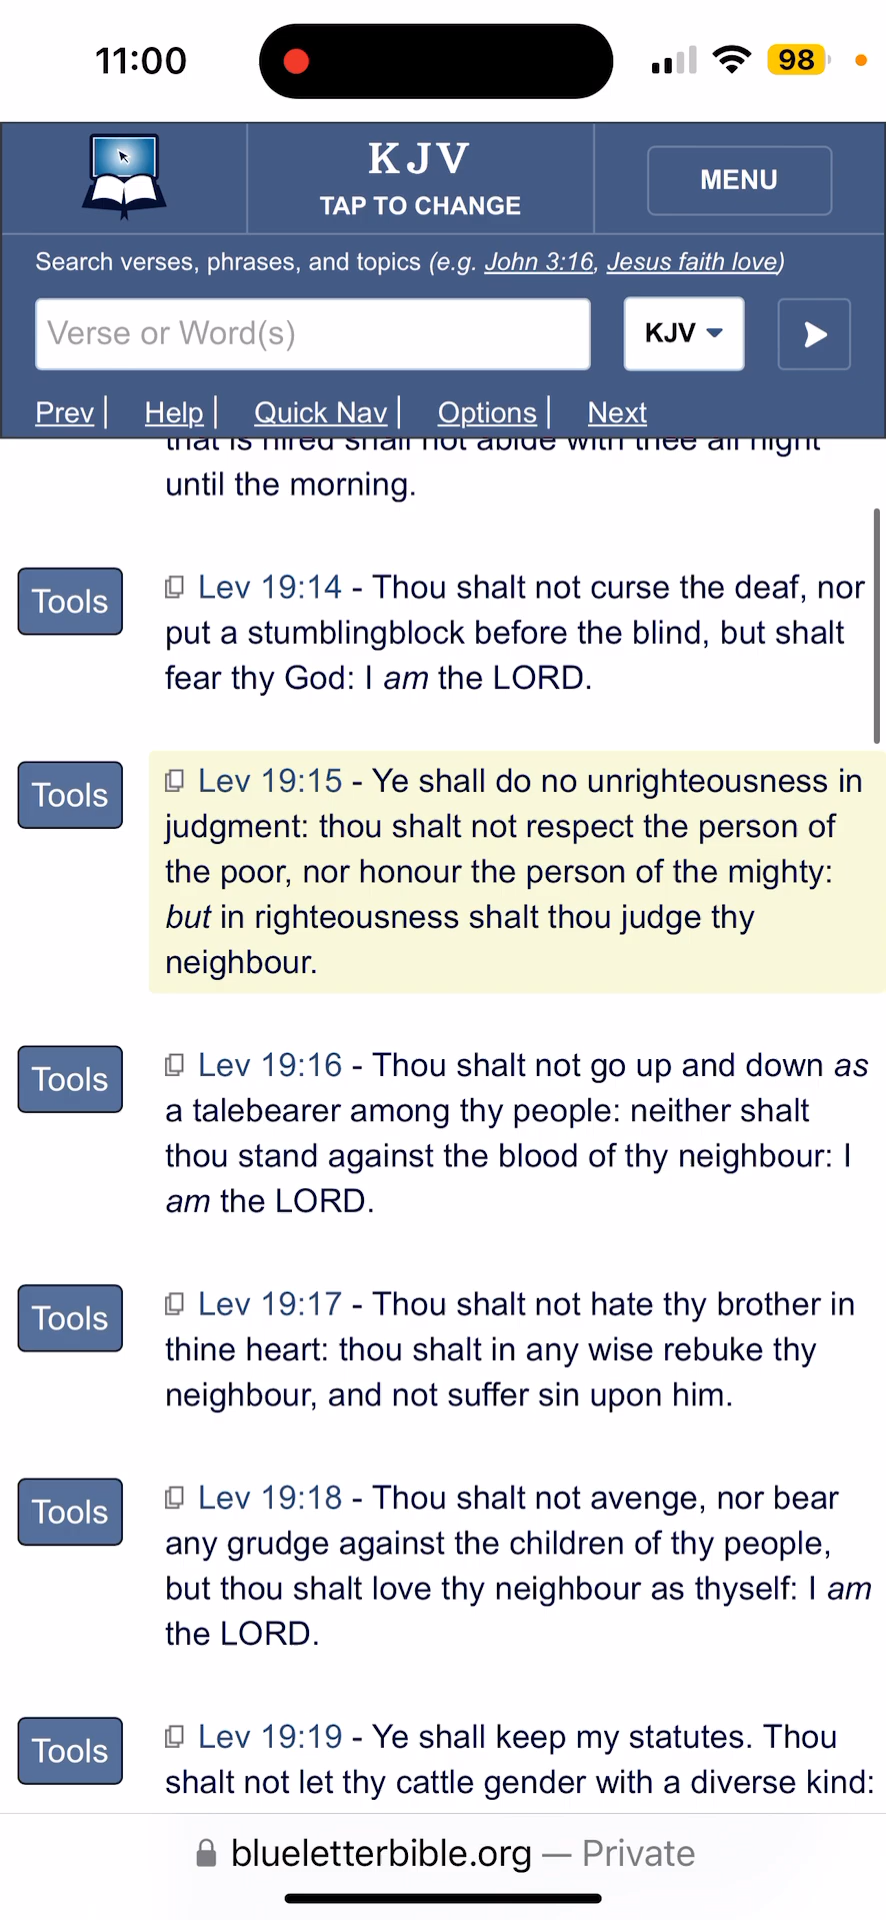 11:00
98
KJV
TAP TO CHANGE
MENU
Search verses, phrases, and topics (e.g. John 3:16, Jesus faith love)
Verse or Word(s)
KJV
Prev | Help | Quick Nav | Options | Next
that is hired shall not abide with thee all night
until the morning.
Tools
Lev 19:14 - Thou shalt not curse the deaf, nor
put a stumblingblock before the blind, but shalt
fear thy God: I am the LORD.
Tools
Lev 19:15 - Ye shall do no unrighteousness in
judgment: thou shalt not respect the person of
the poor, nor honour the person of the mighty:
but in righteousness shalt thou judge thy
neighbour.
Tools
Lev 19:16 - Thou shalt not go up and down as
a talebearer among thy people: neither shalt
thou stand against the blood of thy neighbour: I
am the LORD.
Tools
Lev 19:17 - Thou shalt not hate thy brother in
thine heart: thou shalt in any wise rebuke thy
neighbour, and not suffer sin upon him.
Tools
Lev 19:18 - Thou shalt not avenge, nor bear
any grudge against the children of thy people,
but thou shalt love thy neighbour as thyself: I am
the LORD.
Tools
Lev 19:19 - Ye shall keep my statutes. Thou
shalt not let thy cattle gender with a diverse kind:
blueletterbible.org — Private